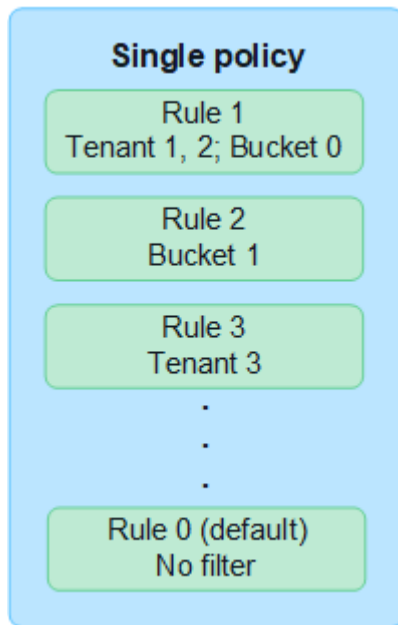 Single policy
Rule 1
Tenant 1, 2; Bucket 0
Rule 2
Bucket 1
Rule 3
Tenant 3
.
.
.
Rule 0 (default)
No filter